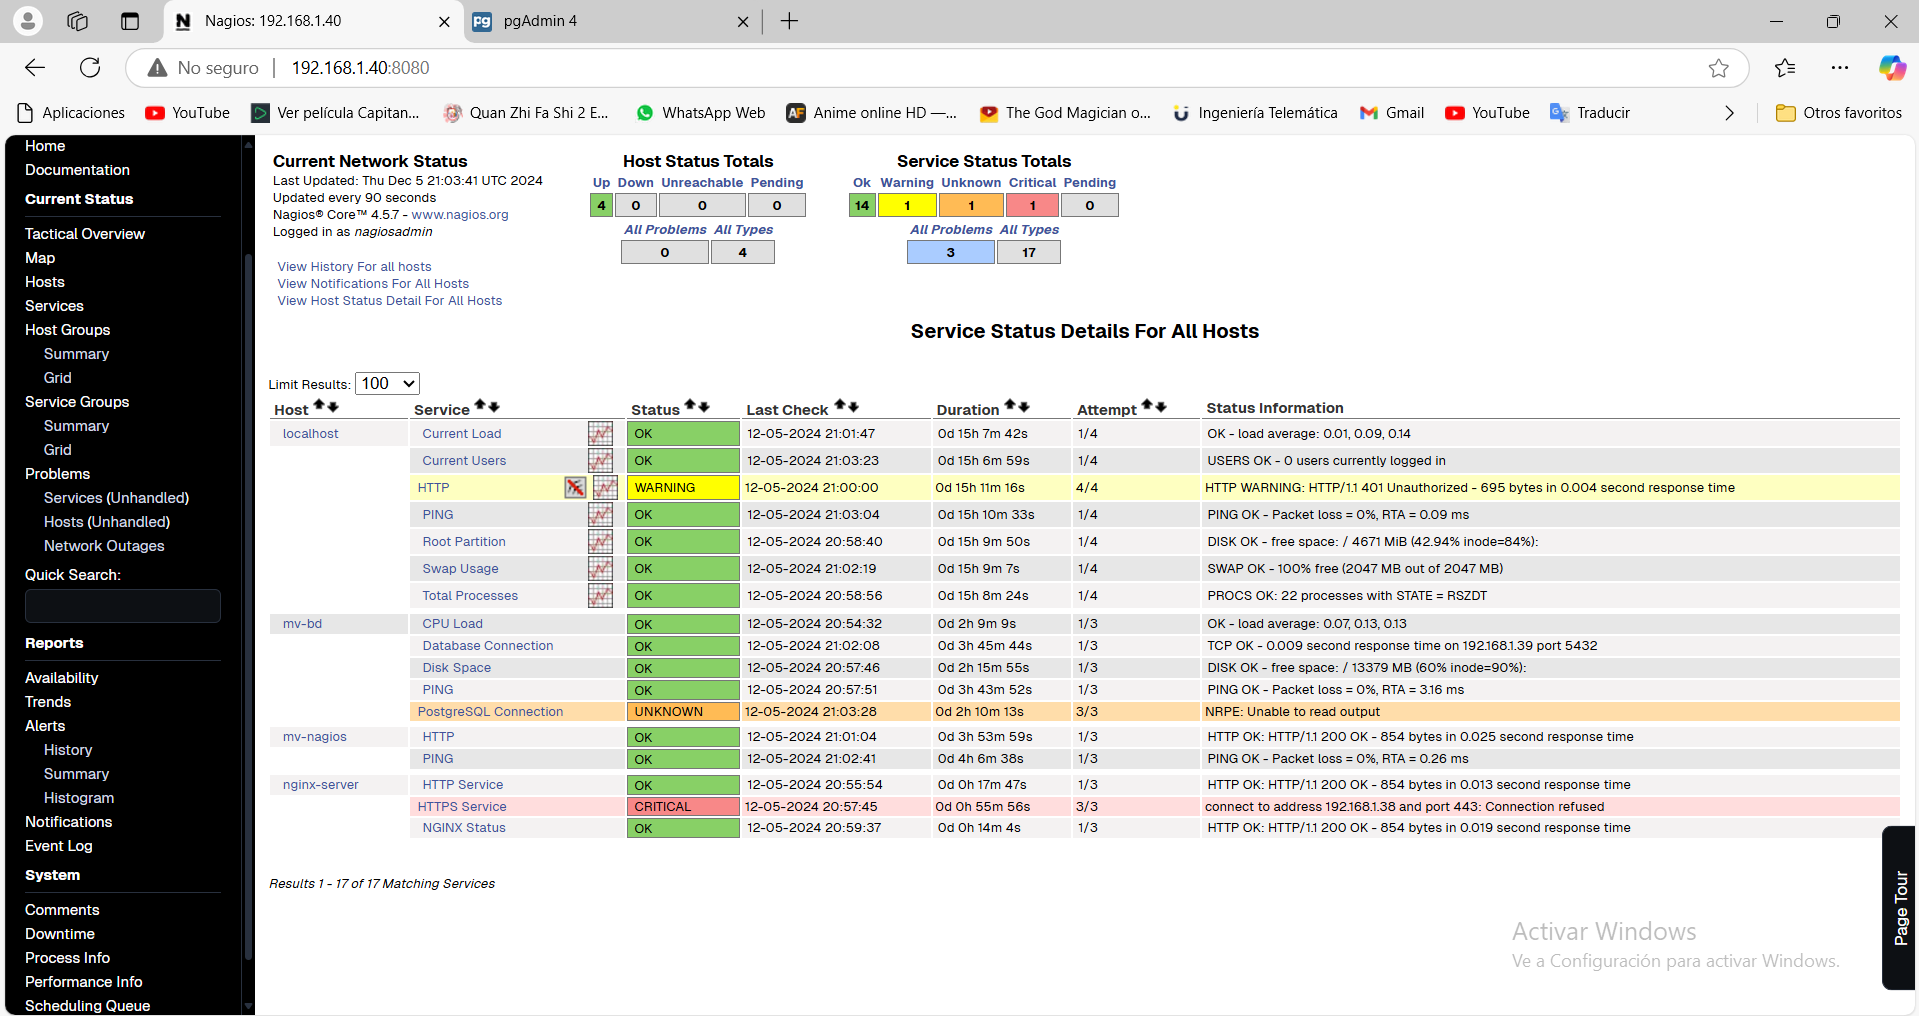 Nagios: 192.168.1.40
pgAdmin 4
No seguro
192.168.1.40:8080
Aplicaciones
YouTube
Ver película Capitan...
Quan Zhi Fa Shi 2 E...
WhatsApp Web
Anime online HD —...
The God Magician o...
Ingeniería Telemática
Gmail
YouTube
Traducir
Otros favoritos
Home
Documentation
Current Status
Tactical Overview
Map
Hosts
Services
Host Groups
Summary
Grid
Service Groups
Summary
Grid
Problems
Services (Unhandled)
Hosts (Unhandled)
Network Outages
Quick Search:
Reports
Availability
Trends
Alerts
History
Summary
Histogram
Notifications
Event Log
System
Comments
Downtime
Process Info
Performance Info
Scheduling Queue
Current Network Status
Last Updated: Thu Dec 5 21:03:41 UTC 2024
Updated every 90 seconds
Nagios® Core™ 4.5.7 - www.nagios.org
Logged in as nagiosadmin
View History For all hosts
View Notifications For All Hosts
View Host Status Detail For All Hosts
Host Status Totals
Up Down Unreachable Pending
4 0 0 0
All Problems All Types
0 4
Service Status Totals
Ok Warning Unknown Critical Pending
14 1 1 1 0
All Problems All Types
3 17
Service Status Details For All Hosts
Limit Results: 100
Host Service Status Last Check Duration Attempt Status Information
localhost Current Load OK 12-05-2024 21:01:47 0d 15h 7m 42s 1/4 OK - load average: 0.01, 0.09, 0.14
Current Users OK 12-05-2024 21:03:23 0d 15h 6m 59s 1/4 USERS OK - 0 users currently logged in
HTTP WARNING 12-05-2024 21:00:00 0d 15h 11m 16s 4/4 HTTP WARNING: HTTP/1.1 401 Unauthorized - 695 bytes in 0.004 second response time
PING OK 12-05-2024 21:03:04 0d 15h 10m 33s 1/4 PING OK - Packet loss = 0%, RTA = 0.09 ms
Root Partition OK 12-05-2024 20:58:40 0d 15h 9m 50s 1/4 DISK OK - free space: / 4671 MiB (42.94% inode=84%):
Swap Usage OK 12-05-2024 21:02:19 0d 15h 9m 7s 1/4 SWAP OK - 100% free (2047 MB out of 2047 MB)
Total Processes OK 12-05-2024 20:58:56 0d 15h 8m 24s 1/4 PROCS OK: 22 processes with STATE = RSZDT
mv-bd CPU Load OK 12-05-2024 20:54:32 0d 2h 9m 9s 1/3 OK - load average: 0.07, 0.13, 0.13
Database Connection OK 12-05-2024 21:02:08 0d 3h 45m 44s 1/3 TCP OK - 0.009 second response time on 192.168.1.39 port 5432
Disk Space OK 12-05-2024 20:57:46 0d 2h 15m 55s 1/3 DISK OK - free space: / 13379 MB (60% inode=90%):
PING OK 12-05-2024 20:57:51 0d 3h 43m 52s 1/3 PING OK - Packet loss = 0%, RTA = 3.16 ms
PostgreSQL Connection UNKNOWN 12-05-2024 21:03:28 0d 2h 10m 13s 3/3 NRPE: Unable to read output
mv-nagios HTTP OK 12-05-2024 21:01:04 0d 3h 53m 59s 1/3 HTTP OK: HTTP/1.1 200 OK - 854 bytes in 0.025 second response time
PING OK 12-05-2024 21:02:41 0d 4h 6m 38s 1/3 PING OK - Packet loss = 0%, RTA = 0.26 ms
nginx-server HTTP Service OK 12-05-2024 20:55:54 0d 0h 17m 47s 1/3 HTTP OK: HTTP/1.1 200 OK - 854 bytes in 0.013 second response time
HTTPS Service CRITICAL 12-05-2024 20:57:45 0d 0h 55m 56s 3/3 connect to address 192.168.1.38 and port 443: Connection refused
NGINX Status OK 12-05-2024 20:59:37 0d 0h 14m 4s 1/3 HTTP OK: HTTP/1.1 200 OK - 854 bytes in 0.019 second response time
Results 1 - 17 of 17 Matching Services
Page Tour
Activar Windows
Ve a Configuración para activar Windows.